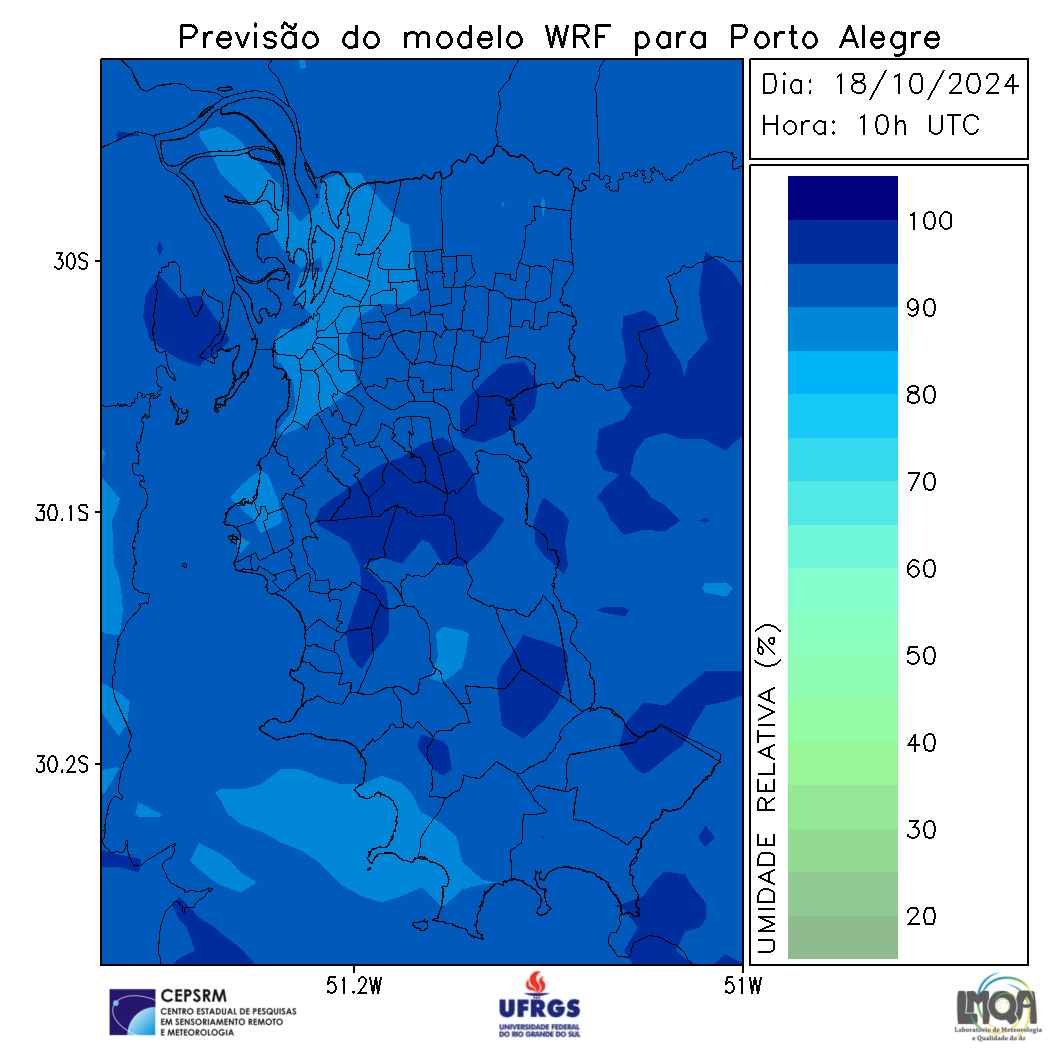 Previsão do modelo WRF para Porto Alegre
Dia: 18/10/2024
Hora: 10h UTC
100
90
80
70
60
50
40
30
20
UMIDADE RELATIVA (%)
30S
30.1S
30.2S
51.2W
51W
CEPSRM
CENTRO ESTADUAL DE PESQUISAS
EM SENSORIAMENTO REMOTO
E METEOROLOGIA
UFRGS
UNIVERSIDADE FEDERAL
DO RIO GRANDE DO SUL
LMQA
Laboratório de Meteorologia
e Qualidade do Ar